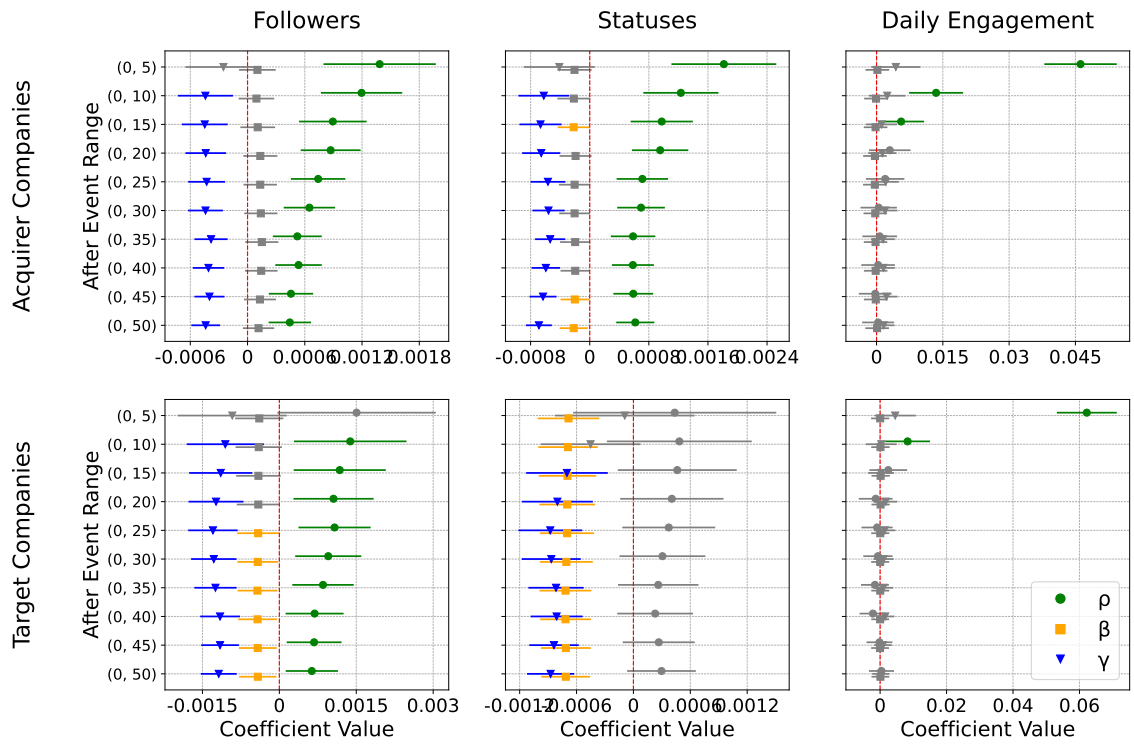 Followers
Statuses
Daily Engagement
Acquirer Companies
After Event Range
(0, 5)
(0, 10)
(0, 15)
(0, 20)
(0, 25)
(0, 30)
(0, 35)
(0, 40)
(0, 45)
(0, 50)
-0.0006 0 0.0006 0.0012 0.0018
-0.0008 0 0.0008 0.0016 0.0024
0 0.015 0.03 0.045
Target Companies
After Event Range
(0, 5)
(0, 10)
(0, 15)
(0, 20)
(0, 25)
(0, 30)
(0, 35)
(0, 40)
(0, 45)
(0, 50)
ρ
β
γ
-0.0015 0 0.0015 0.003
-0.0012 -0.0006 0 0.0006 0.0012
0 0.02 0.04 0.06
Coefficient Value
Coefficient Value
Coefficient Value